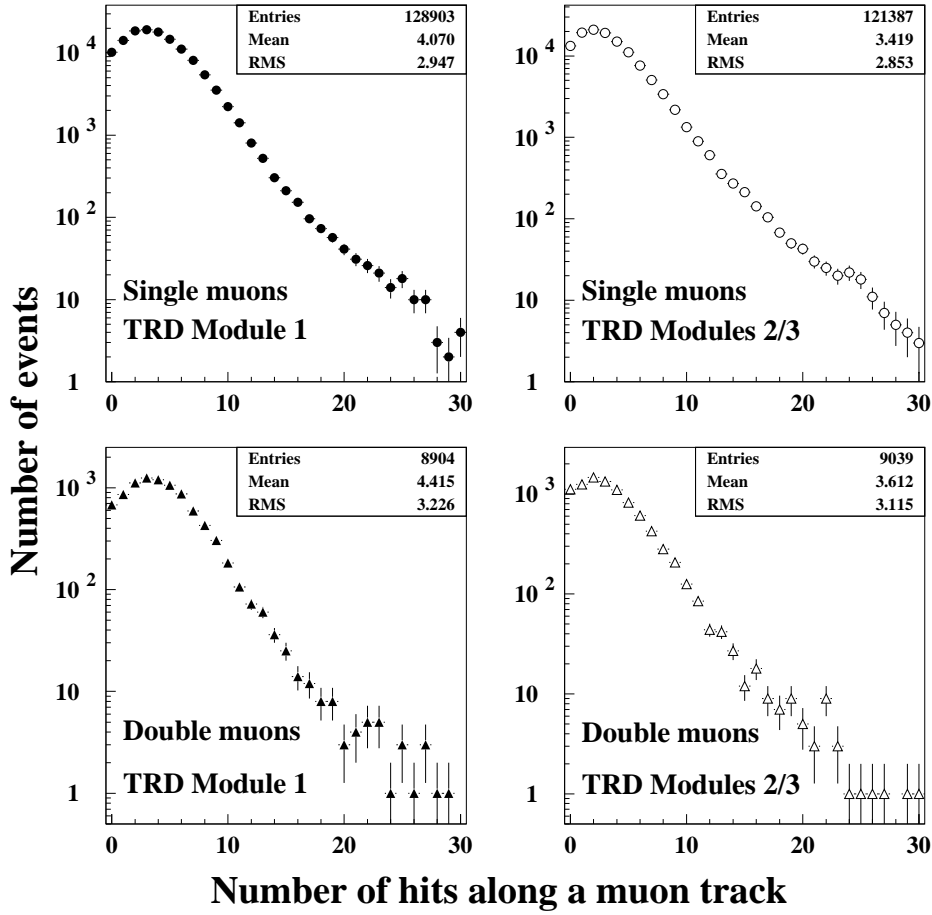 Entries 128903
Mean 4.070
RMS 2.947
10 4
10 3
10 2
10
1
Single muons
TRD Module 1
0 10 20 30
Entries 121387
Mean 3.419
RMS 2.853
10 4
10 3
10 2
10
1
Single muons
TRD Modules 2/3
0 10 20 30
Number of events
Entries 8904
Mean 4.415
RMS 3.226
10 3
10 2
10
1
Double muons
TRD Module 1
0 10 20 30
Entries 9039
Mean 3.612
RMS 3.115
10 3
10 2
10
1
Double muons
TRD Modules 2/3
0 10 20 30
Number of hits along a muon track